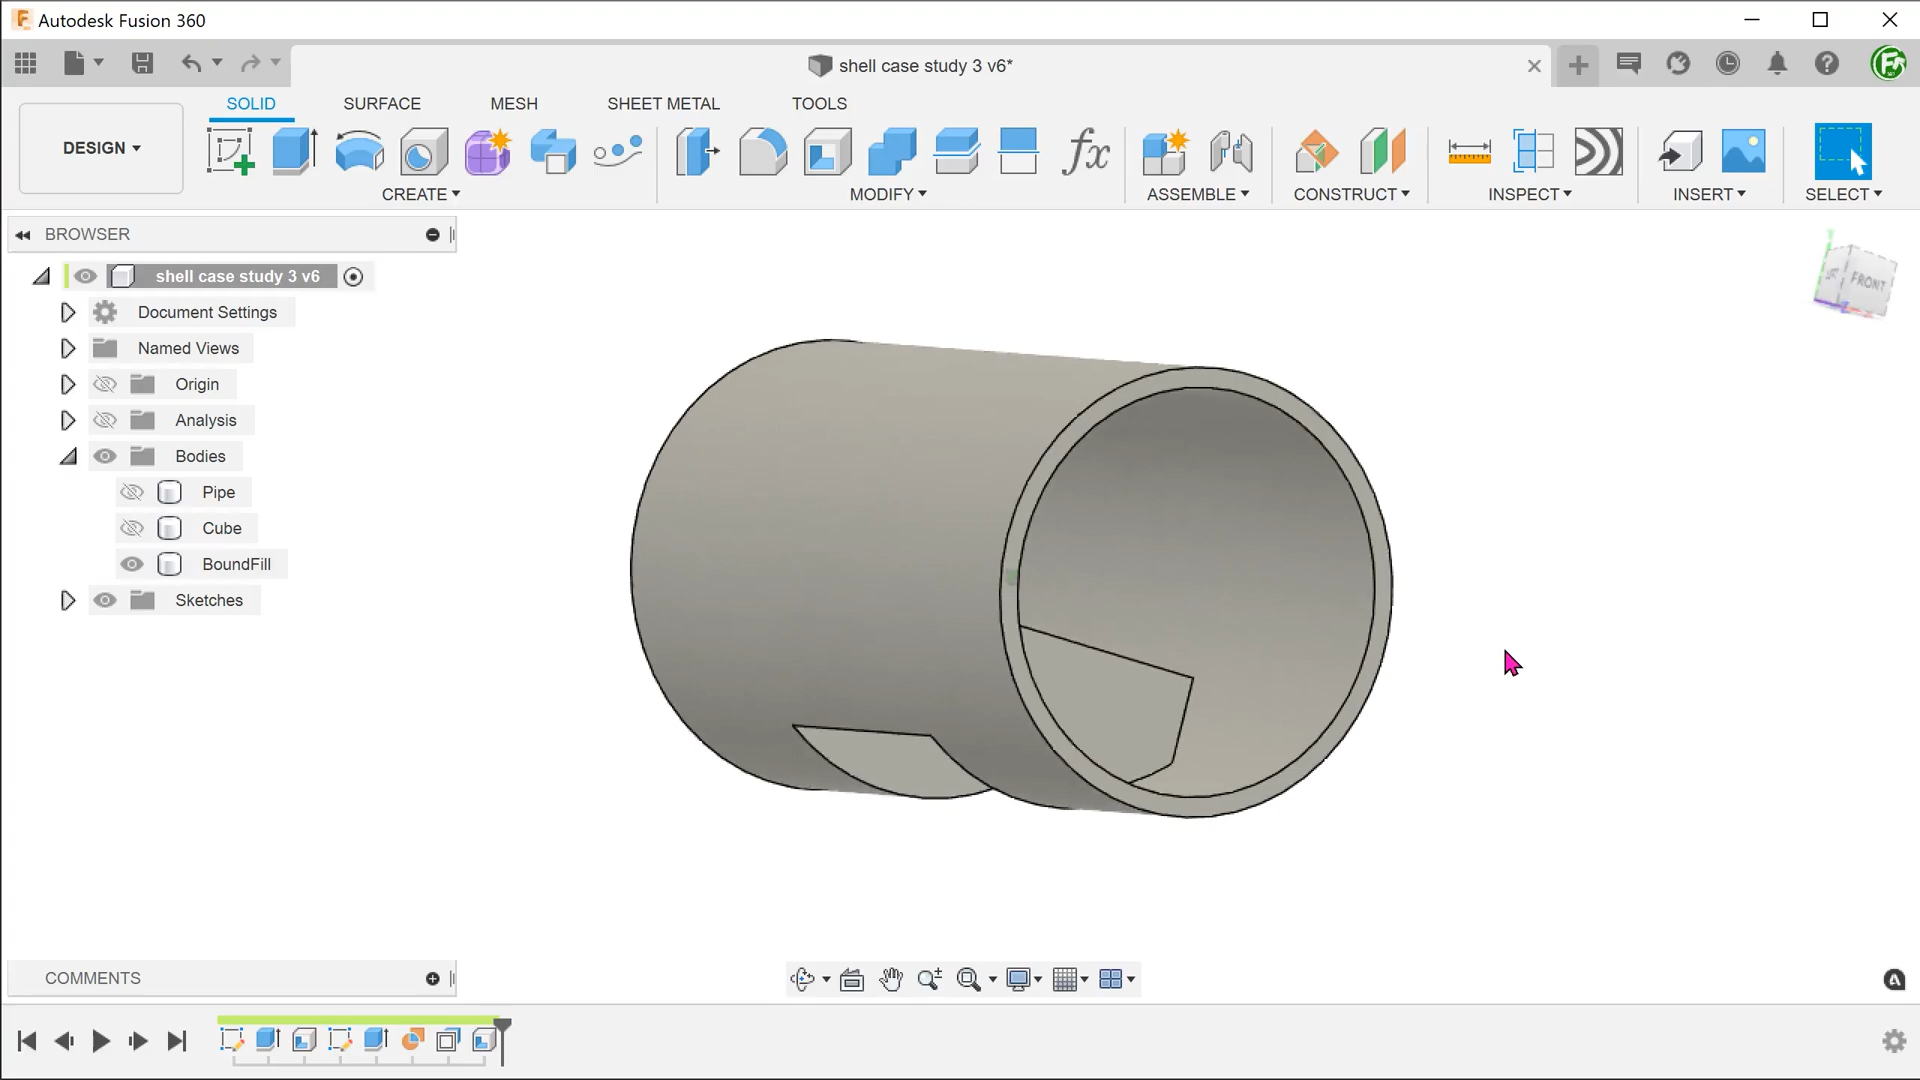 Autodesk Fusion 360
shell case study 3 v6*
SOLID SURFACE MESH SHEET METAL TOOLS
DESIGN
CREATE MODIFY ASSEMBLE CONSTRUCT INSPECT INSERT SELECT
BROWSER
shell case study 3 v6
Document Settings
Named Views
Origin
Analysis
Bodies
Pipe
Cube
BoundFill
Sketches
FRONT
COMMENTS